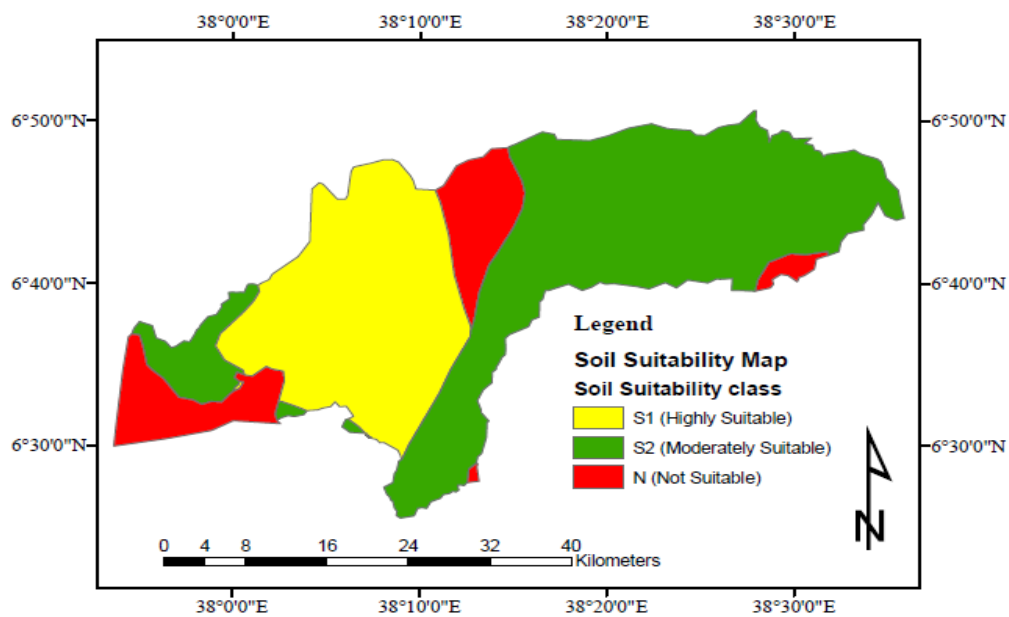 38°0'0"E 38°10'0"E 38°20'0"E 38°30'0"E
6°50'0"N 6°50'0"N
6°40'0"N 6°40'0"N
Legend
Soil Suitability Map
Soil Suitability class
S1 (Highly Suitable)
S2 (Moderately Suitable)
6°30'0"N 6°30'0"N
N (Not Suitable)
N
0 4 8 16 24 32 40
Kilometers
38°0'0"E 38°10'0"E 38°20'0"E 38°30'0"E